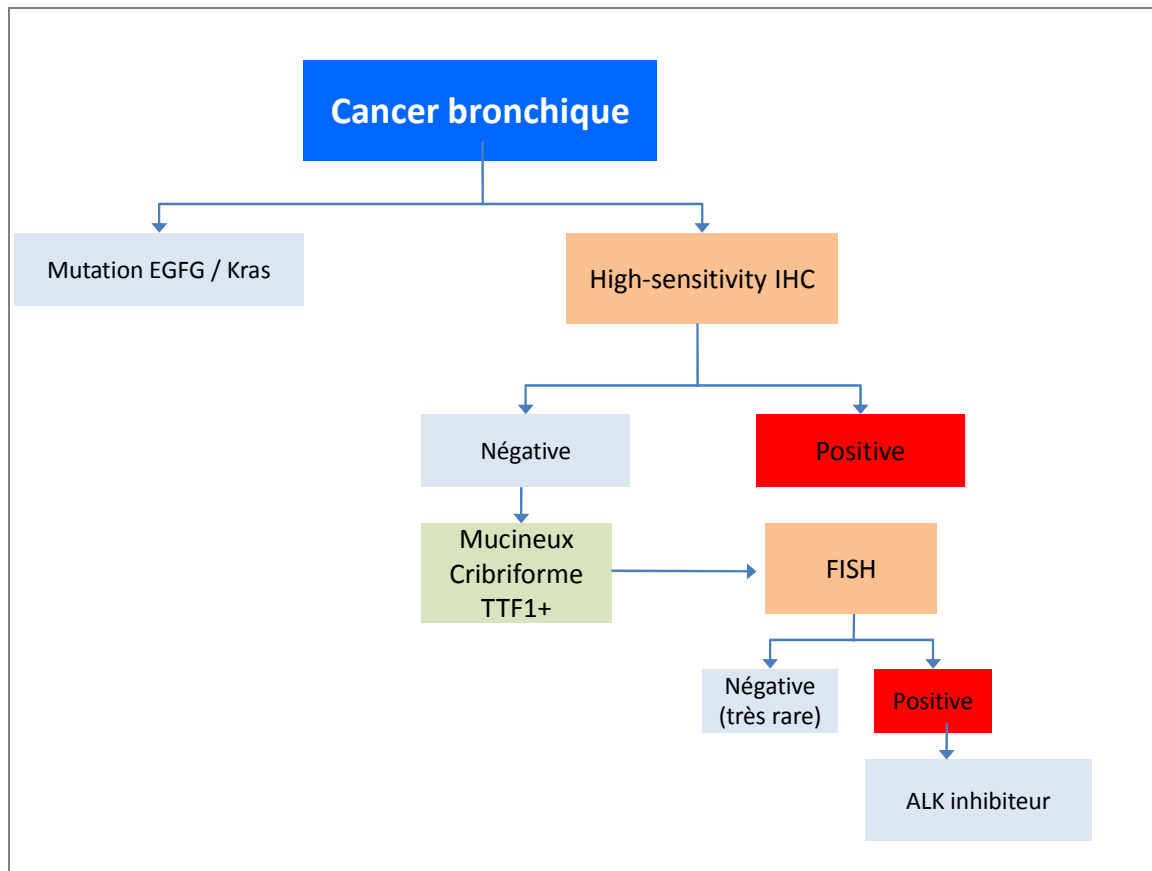 Cancer bronchique
Mutation EGFG / Kras
High-sensitivity IHC
Négative
Positive
Mucineux
Cribriforme
TTF1+
FISH
Négative
(très rare)
Positive
ALK inhibiteur